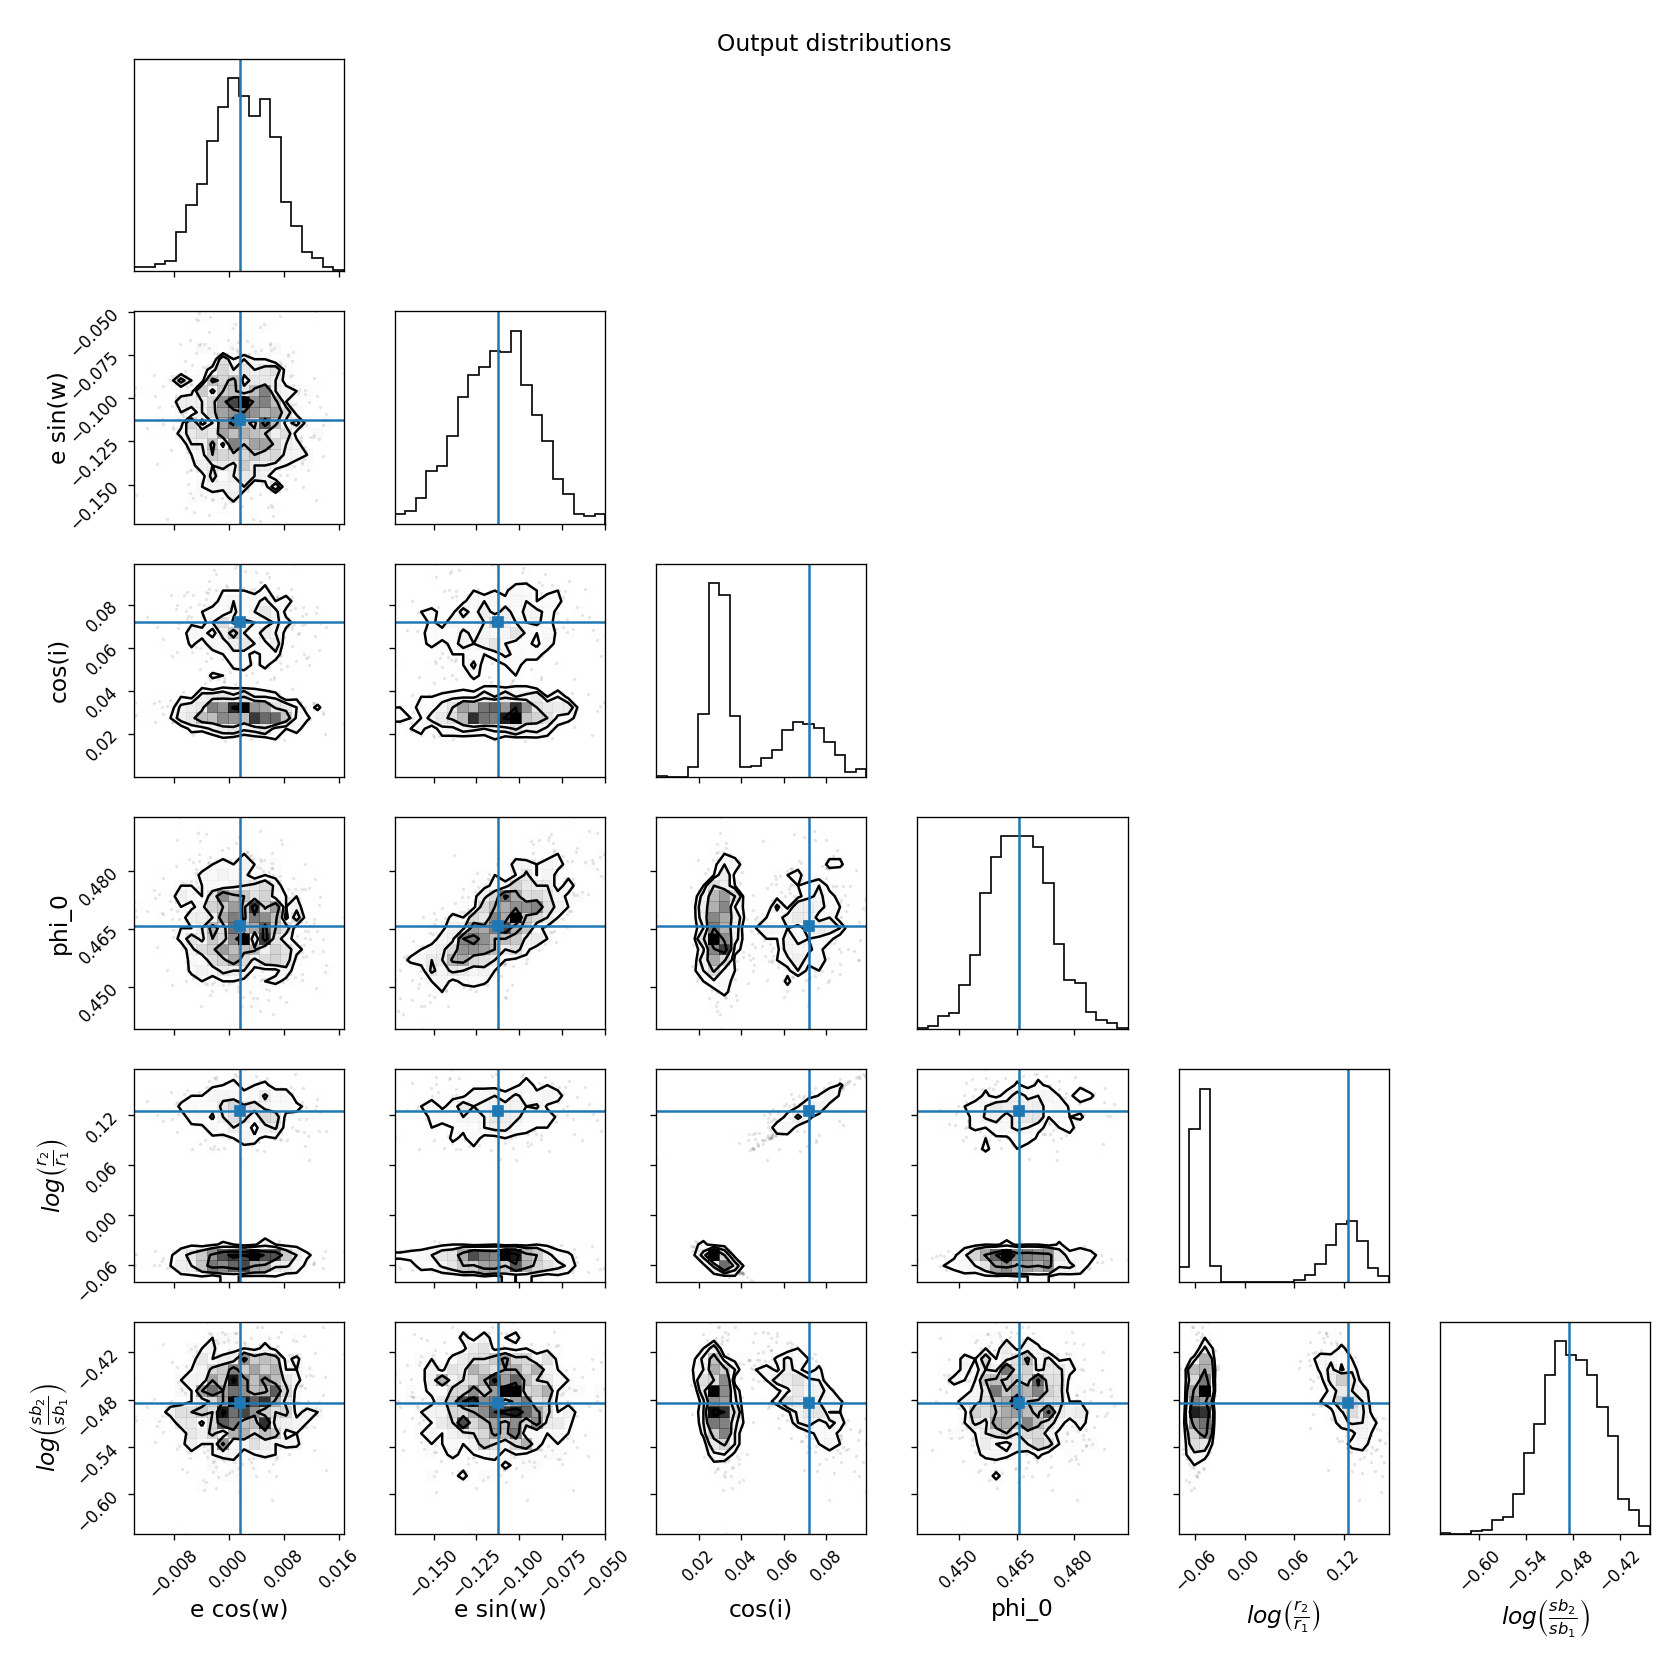 Output distributions
e sin(w)
−0.050
−0.075
−0.100
−0.125
−0.150
cos(i)
0.08
0.06
0.04
0.02
phi_0
0.480
0.465
0.450
log(r₂/r₁)
0.12
0.06
0.00
−0.06
log(sb₂/sb₁)
−0.42
−0.48
−0.54
−0.60
−0.008 0.000 0.008 0.016
−0.150 −0.125 −0.100 −0.075 −0.050
0.02 0.04 0.06 0.08
0.450 0.465 0.480
−0.06 0.00 0.06 0.12
−0.60 −0.54 −0.48 −0.42
e cos(w) e sin(w) cos(i) phi_0 log(r₂/r₁) log(sb₂/sb₁)